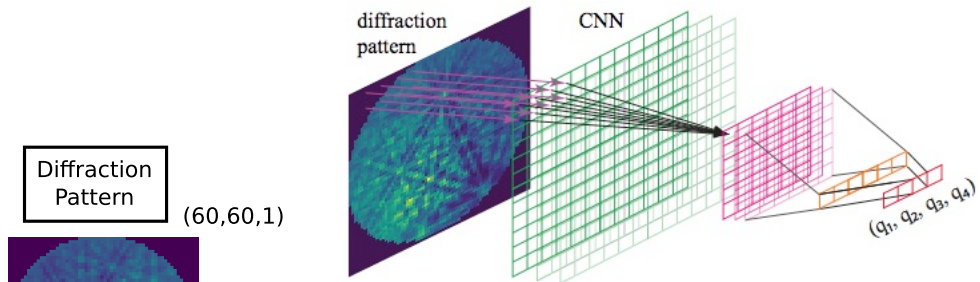 Diffraction
Pattern
(60,60,1)
diffraction
pattern
CNN
(q₁, q₂, q₃, q₄)